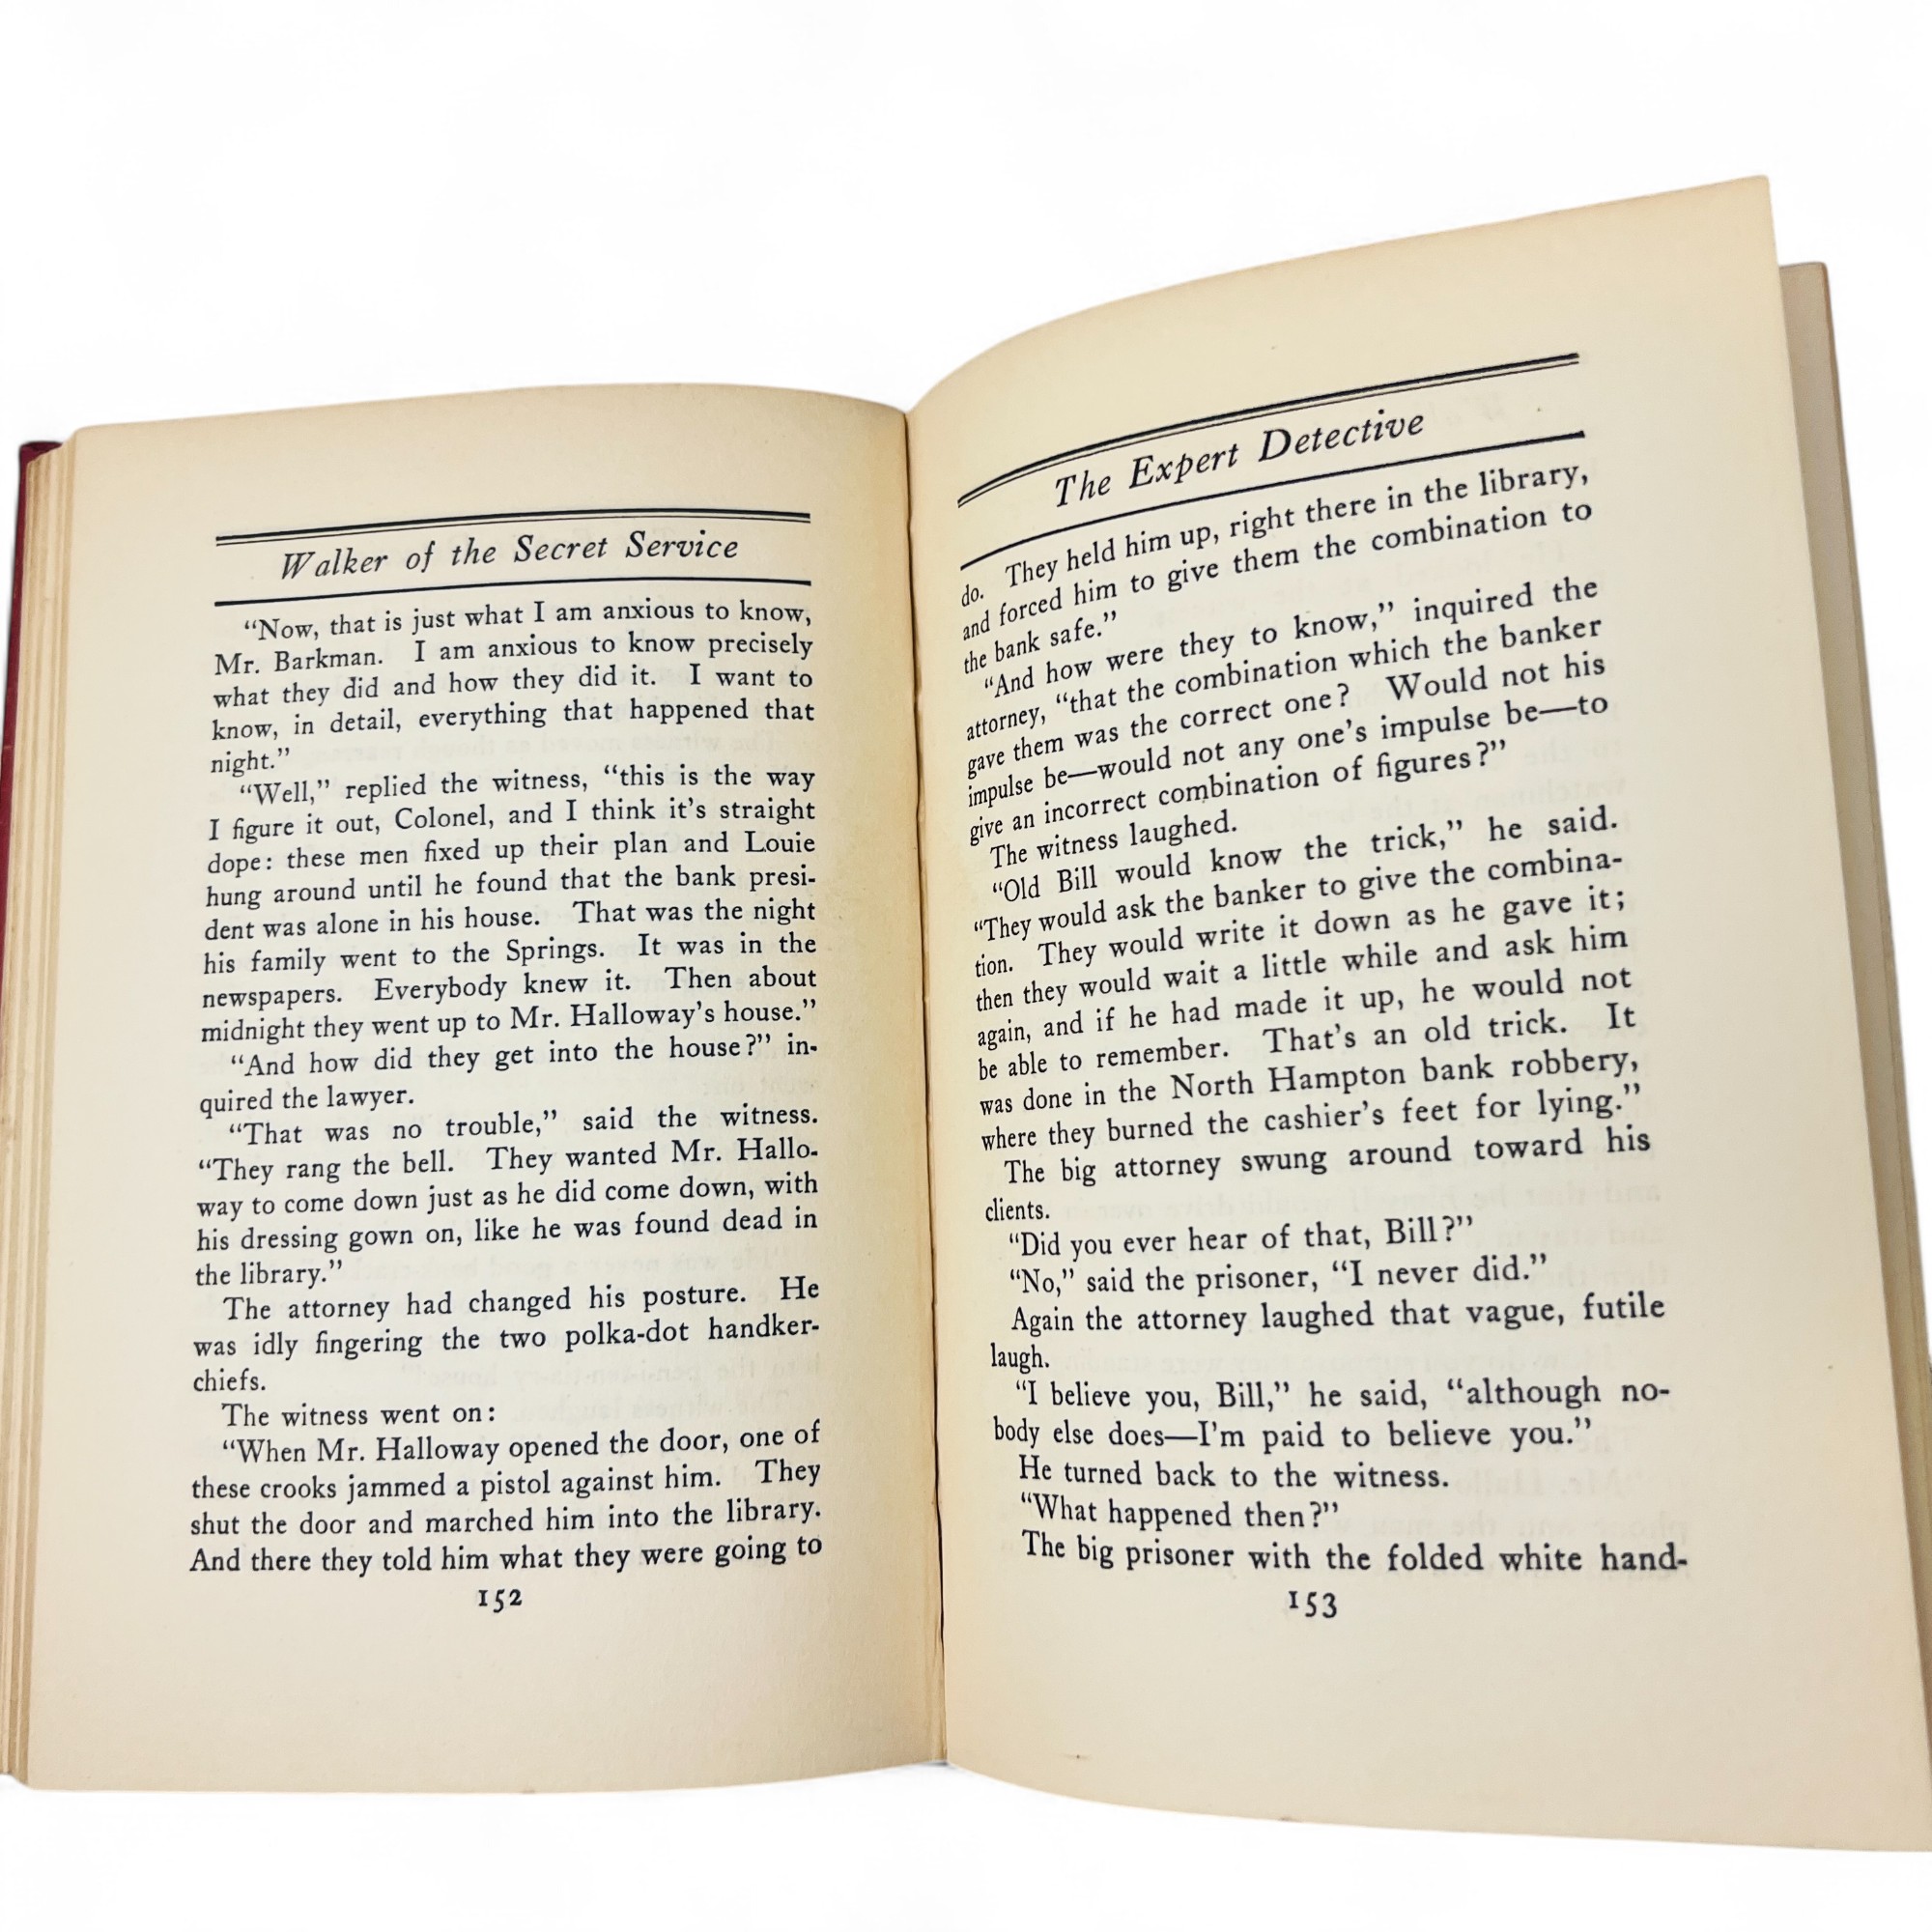 Walker of the Secret Service
“Now, that is just what I am anxious to know,
Mr. Barkman. I am anxious to know precisely
what they did and how they did it. I want to
know, in detail, everything that happened that
night.”
“Well,” replied the witness, “this is the way
I figure it out, Colonel, and I think it’s straight
dope: these men fixed up their plan and Louie
hung around until he found that the bank presi-
dent was alone in his house. That was the night
his family went to the Springs. It was in the
newspapers. Everybody knew it. Then about
midnight they went up to Mr. Halloway’s house.”
“And how did they get into the house?” in-
quired the lawyer.
“That was no trouble,” said the witness.
“They rang the bell. They wanted Mr. Hallo-
way to come down just as he did come down, with
his dressing gown on, like he was found dead in
the library.”
The attorney had changed his posture. He
was idly fingering the two polka-dot handker-
chiefs.
The witness went on:
“When Mr. Halloway opened the door, one of
these crooks jammed a pistol against him. They
shut the door and marched him into the library.
And there they told him what they were going to
152
The Expert Detective
do. They held him up, right there in the library,
and forced him to give them the combination to
the bank safe.”
“And how were they to know,” inquired the
attorney, “that the combination which the banker
gave them was the correct one? Would not his
impulse be—would not any one’s impulse be—to
give an incorrect combination of figures?”
The witness laughed.
“Old Bill would know the trick,” he said.
“They would ask the banker to give the combina-
tion. They would write it down as he gave it;
then they would wait a little while and ask him
again, and if he had made it up, he would not
be able to remember. That’s an old trick. It
was done in the North Hampton bank robbery,
where they burned the cashier’s feet for lying.”
The big attorney swung around toward his
clients.
“Did you ever hear of that, Bill?”
“No,” said the prisoner, “I never did.”
Again the attorney laughed that vague, futile
laugh.
“I believe you, Bill,” he said, “although no-
body else does—I’m paid to believe you.”
He turned back to the witness.
“What happened then?”
The big prisoner with the folded white hand-
153